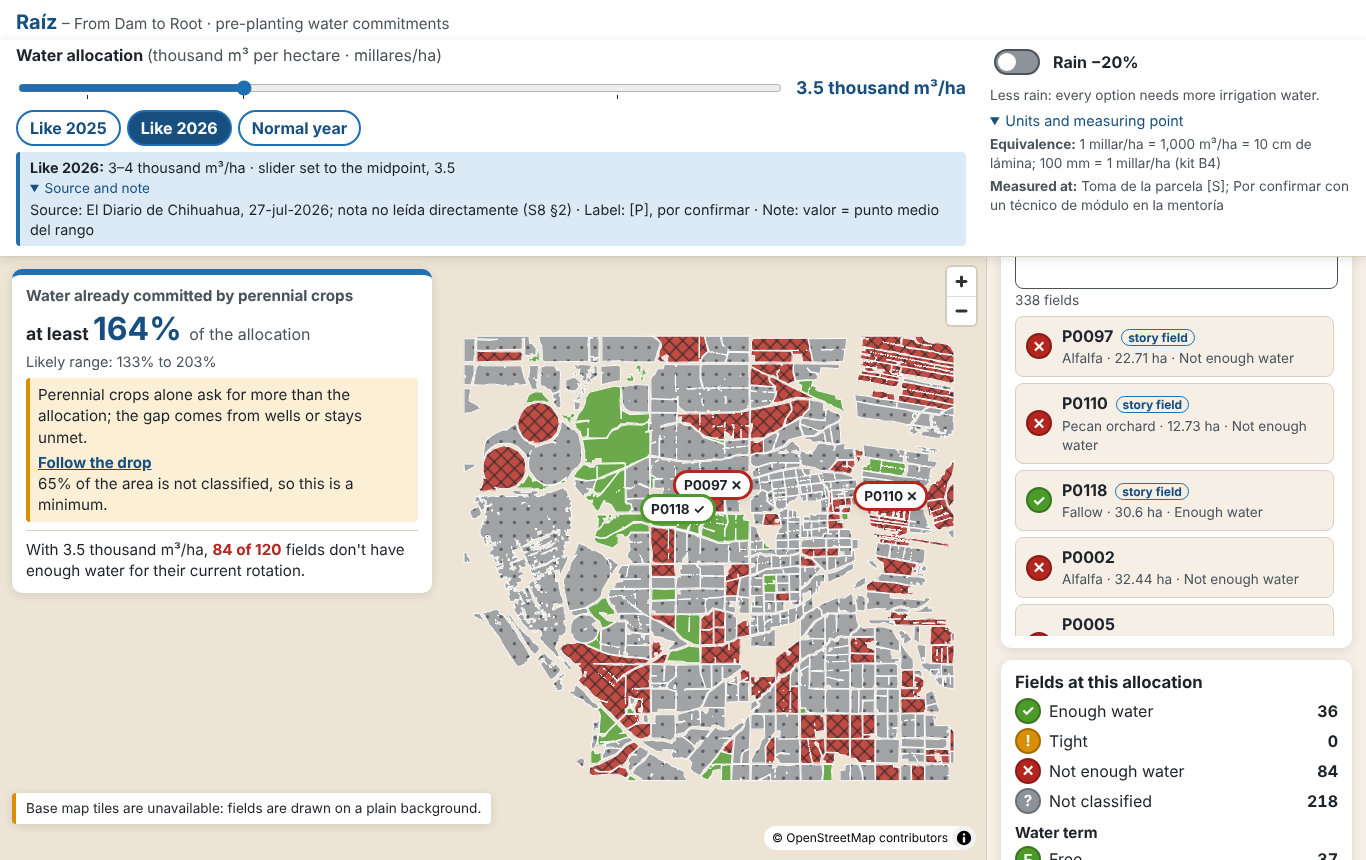 Raíz – From Dam to Root · pre-planting water commitments
Water allocation (thousand m³ per hectare · millares/ha)
3.5 thousand m³/ha
Like 2025
Like 2026
Normal year
Like 2026: 3–4 thousand m³/ha · slider set to the midpoint, 3.5
▼ Source and note
Source: El Diario de Chihuahua, 27-jul-2026; nota no leída directamente (S8 §2) · Label: [P], por confirmar · Note: valor = punto medio
del rango
Rain −20%
Less rain: every option needs more irrigation water.
▼ Units and measuring point
Equivalence: 1 millar/ha = 1,000 m³/ha = 10 cm de
lámina; 100 mm = 1 millar/ha (kit B4)
Measured at: Toma de la parcela [S]; Por confirmar con
un técnico de módulo en la mentoría
Water already committed by perennial crops
at least 164% of the allocation
Likely range: 133% to 203%
Perennial crops alone ask for more than the
allocation; the gap comes from wells or stays
unmet.
Follow the drop
65% of the area is not classified, so this is a
minimum.
With 3.5 thousand m³/ha, 84 of 120 fields don't have
enough water for their current rotation.
+
−
P0097 ✕
P0118 ✓
P0110 ✕
Base map tiles are unavailable: fields are drawn on a plain background.
© OpenStreetMap contributors
338 fields
P0097 story field
Alfalfa · 22.71 ha · Not enough water
P0110 story field
Pecan orchard · 12.73 ha · Not enough
water
P0118 story field
Fallow · 30.6 ha · Enough water
P0002
Alfalfa · 32.44 ha · Not enough water
P0005
Fields at this allocation
Enough water 36
! Tight 0
Not enough water 84
? Not classified 218
Water term
F Free 37